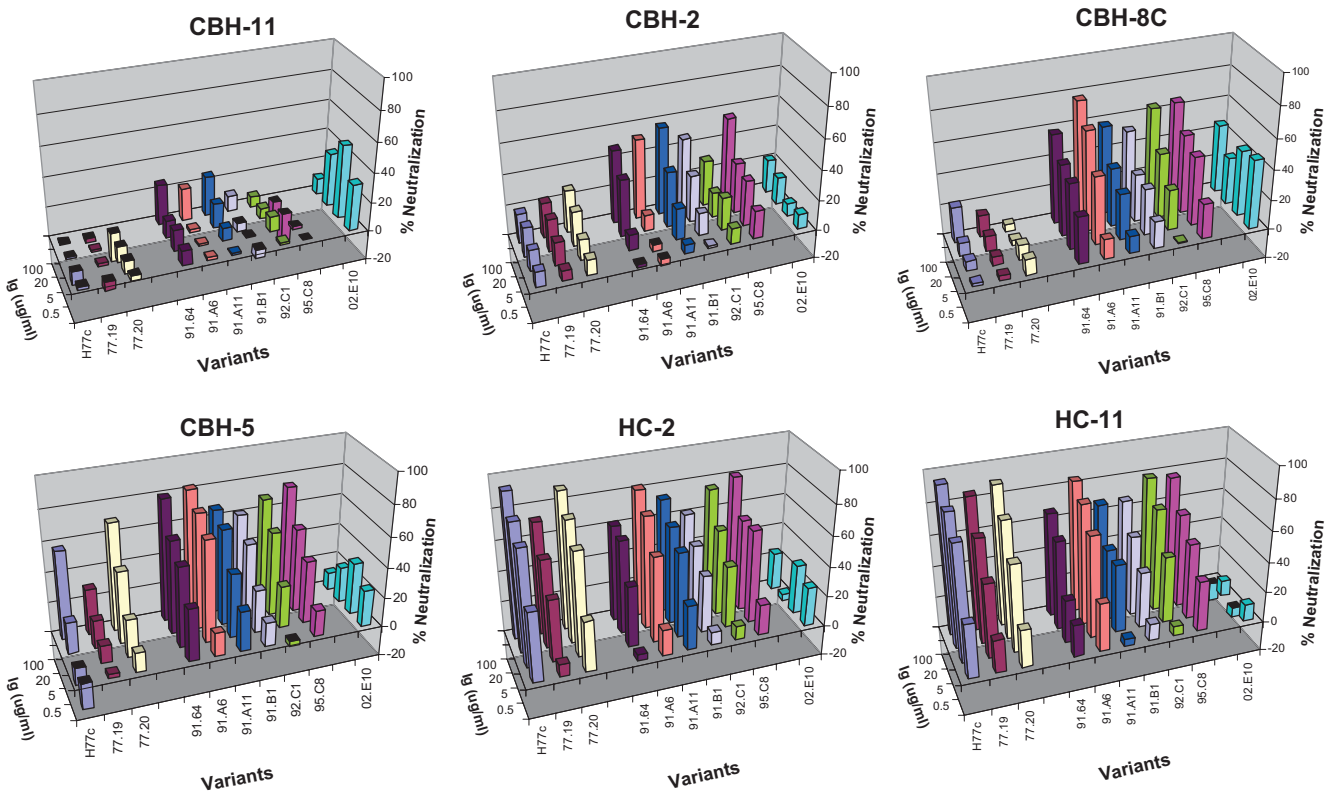 CBH-11
100
80
60
40
20
0
-20
% Neutralization
100
20
5
0.5
Ig (ug/ml)
H77c
77.19
77.20
91.64
91.A6
91.A11
91.B1
92.C1
95.C8
02.E10
Variants
CBH-2
100
80
60
40
20
0
-20
% Neutralization
100
20
5
0.5
Ig (ug/ml)
H77c
77.19
77.20
91.64
91.A6
91.A11
91.B1
92.C1
95.C8
02.E10
Variants
CBH-8C
100
80
60
40
20
0
-20
% Neutralization
100
20
5
0.5
Ig (ug/ml)
H77c
77.19
77.20
91.64
91.A6
91.A11
91.B1
92.C1
95.C8
02.E10
Variants
CBH-5
100
80
60
40
20
0
-20
% Neutralization
100
20
5
0.5
Ig (ug/ml)
H77c
77.19
77.20
91.64
91.A6
91.A11
91.B1
92.C1
95.C8
02.E10
Variants
HC-2
100
80
60
40
20
0
-20
% Neutralization
100
20
5
0.5
Ig (ug/ml)
H77c
77.19
77.20
91.64
91.A6
91.A11
91.B1
92.C1
95.C8
02.E10
Variants
HC-11
100
80
60
40
20
0
-20
% Neutralization
100
20
5
0.5
Ig (ug/ml)
H77c
77.19
77.20
91.64
91.A6
91.A11
91.B1
92.C1
95.C8
02.E10
Variants